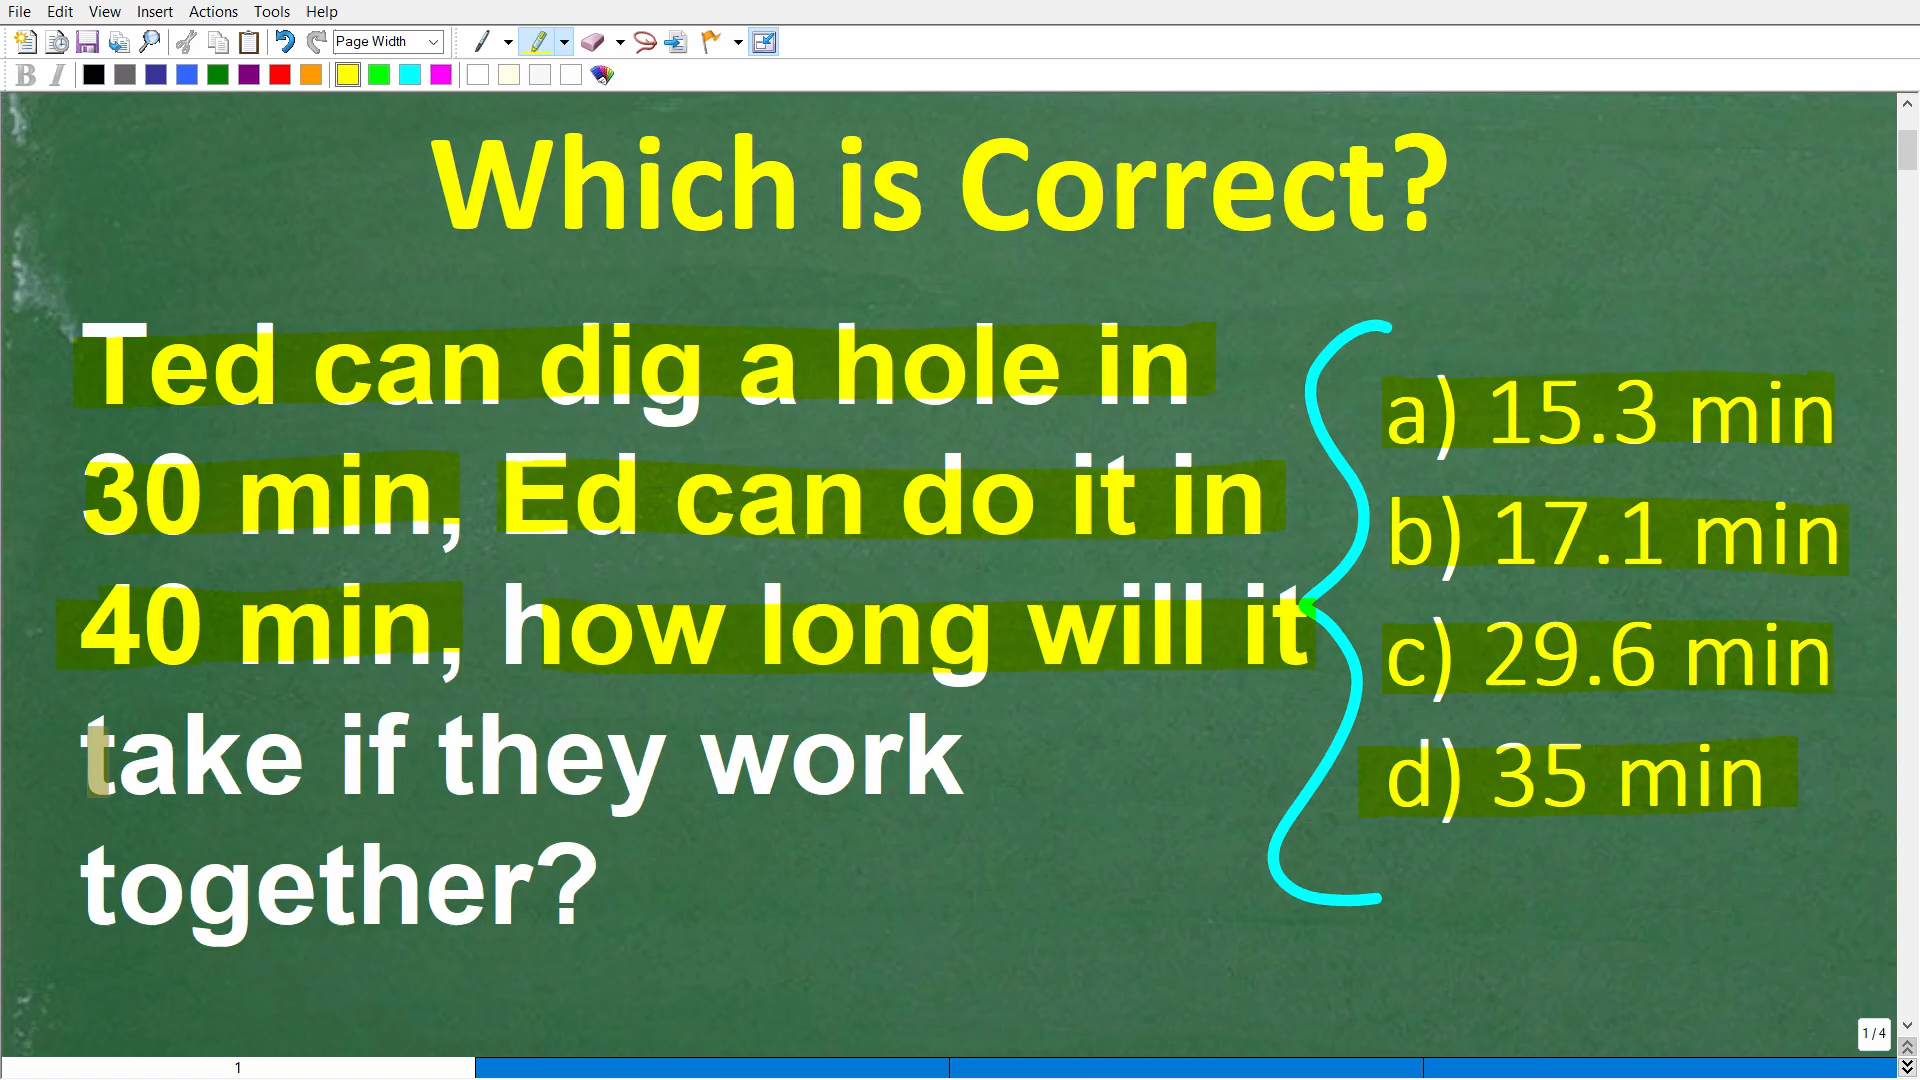 File Edit View Insert Actions Tools Help
Page Width
B I
Which is Correct?
Ted can dig a hole in
30 min, Ed can do it in
40 min, how long will it
take if they work
together?
a) 15.3 min
b) 17.1 min
c) 29.6 min
d) 35 min
1 / 4
1